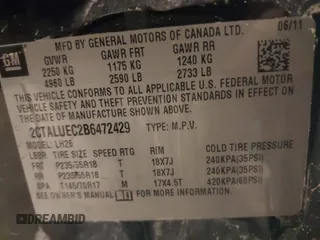 GM
MFD BY GENERAL MOTORS OF CANADA LTD.
06/11
GVWR GAWR FRT GAWR RR
2250 KG 1175 KG 1240 KG
4960 LB 2590 LB 2733 LB
THIS VEHICLE CONFORMS TO ALL APPLICABLE U.S. FEDERAL MOTOR
VEHICLE SAFETY AND THEFT PREVENTION STANDARDS IN EFFECT ON
THE DATE OF MANUFACTURE SHOWN ABOVE.
2CTALUEC2B6472429 TYPE: M.P.V.
MODEL: LH26
TIRE SIZE SPEED RTG RIM COLD TIRE PRESSURE
FRT P235/55R18 T 18X7J 240KPA(35PSI)
RR P235/55R18 T 18X7J 240KPA(35PSI)
SPA T145/70R17 M 17X4.5T 420KPA(60PSI)
SEE OWNER'S MANUAL FOR ADDITIONAL INFORMATION
DREAMBID